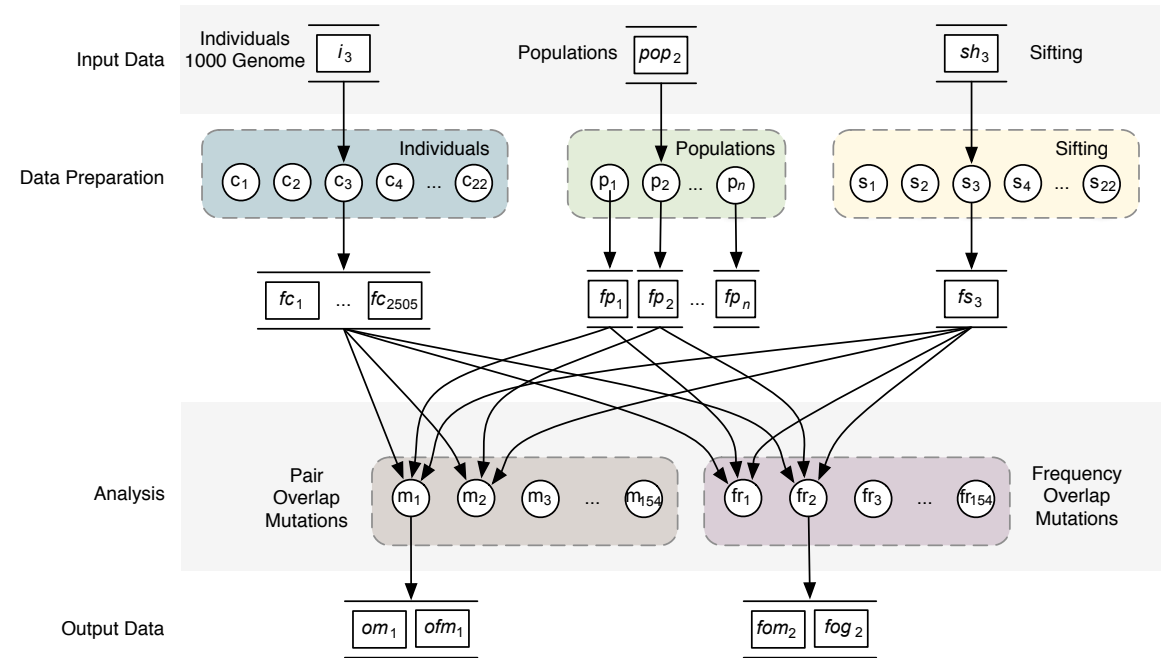 Input Data
Individuals
1000 Genome
i3
Populations
pop2
sh3
Sifting
Data Preparation
Individuals
c1 c2 c3 c4 ... c22
Populations
p1 p2 ... pn
Sifting
s1 s2 s3 s4 ... s22
fc1 ... fc2505
fp1 fp2 ... fpn
fs3
Analysis
Pair
Overlap
Mutations
m1 m2 m3 ... m154
fr1 fr2 fr3 ... fr154
Frequency
Overlap
Mutations
Output Data
om1 ofm1
fom2 fog2